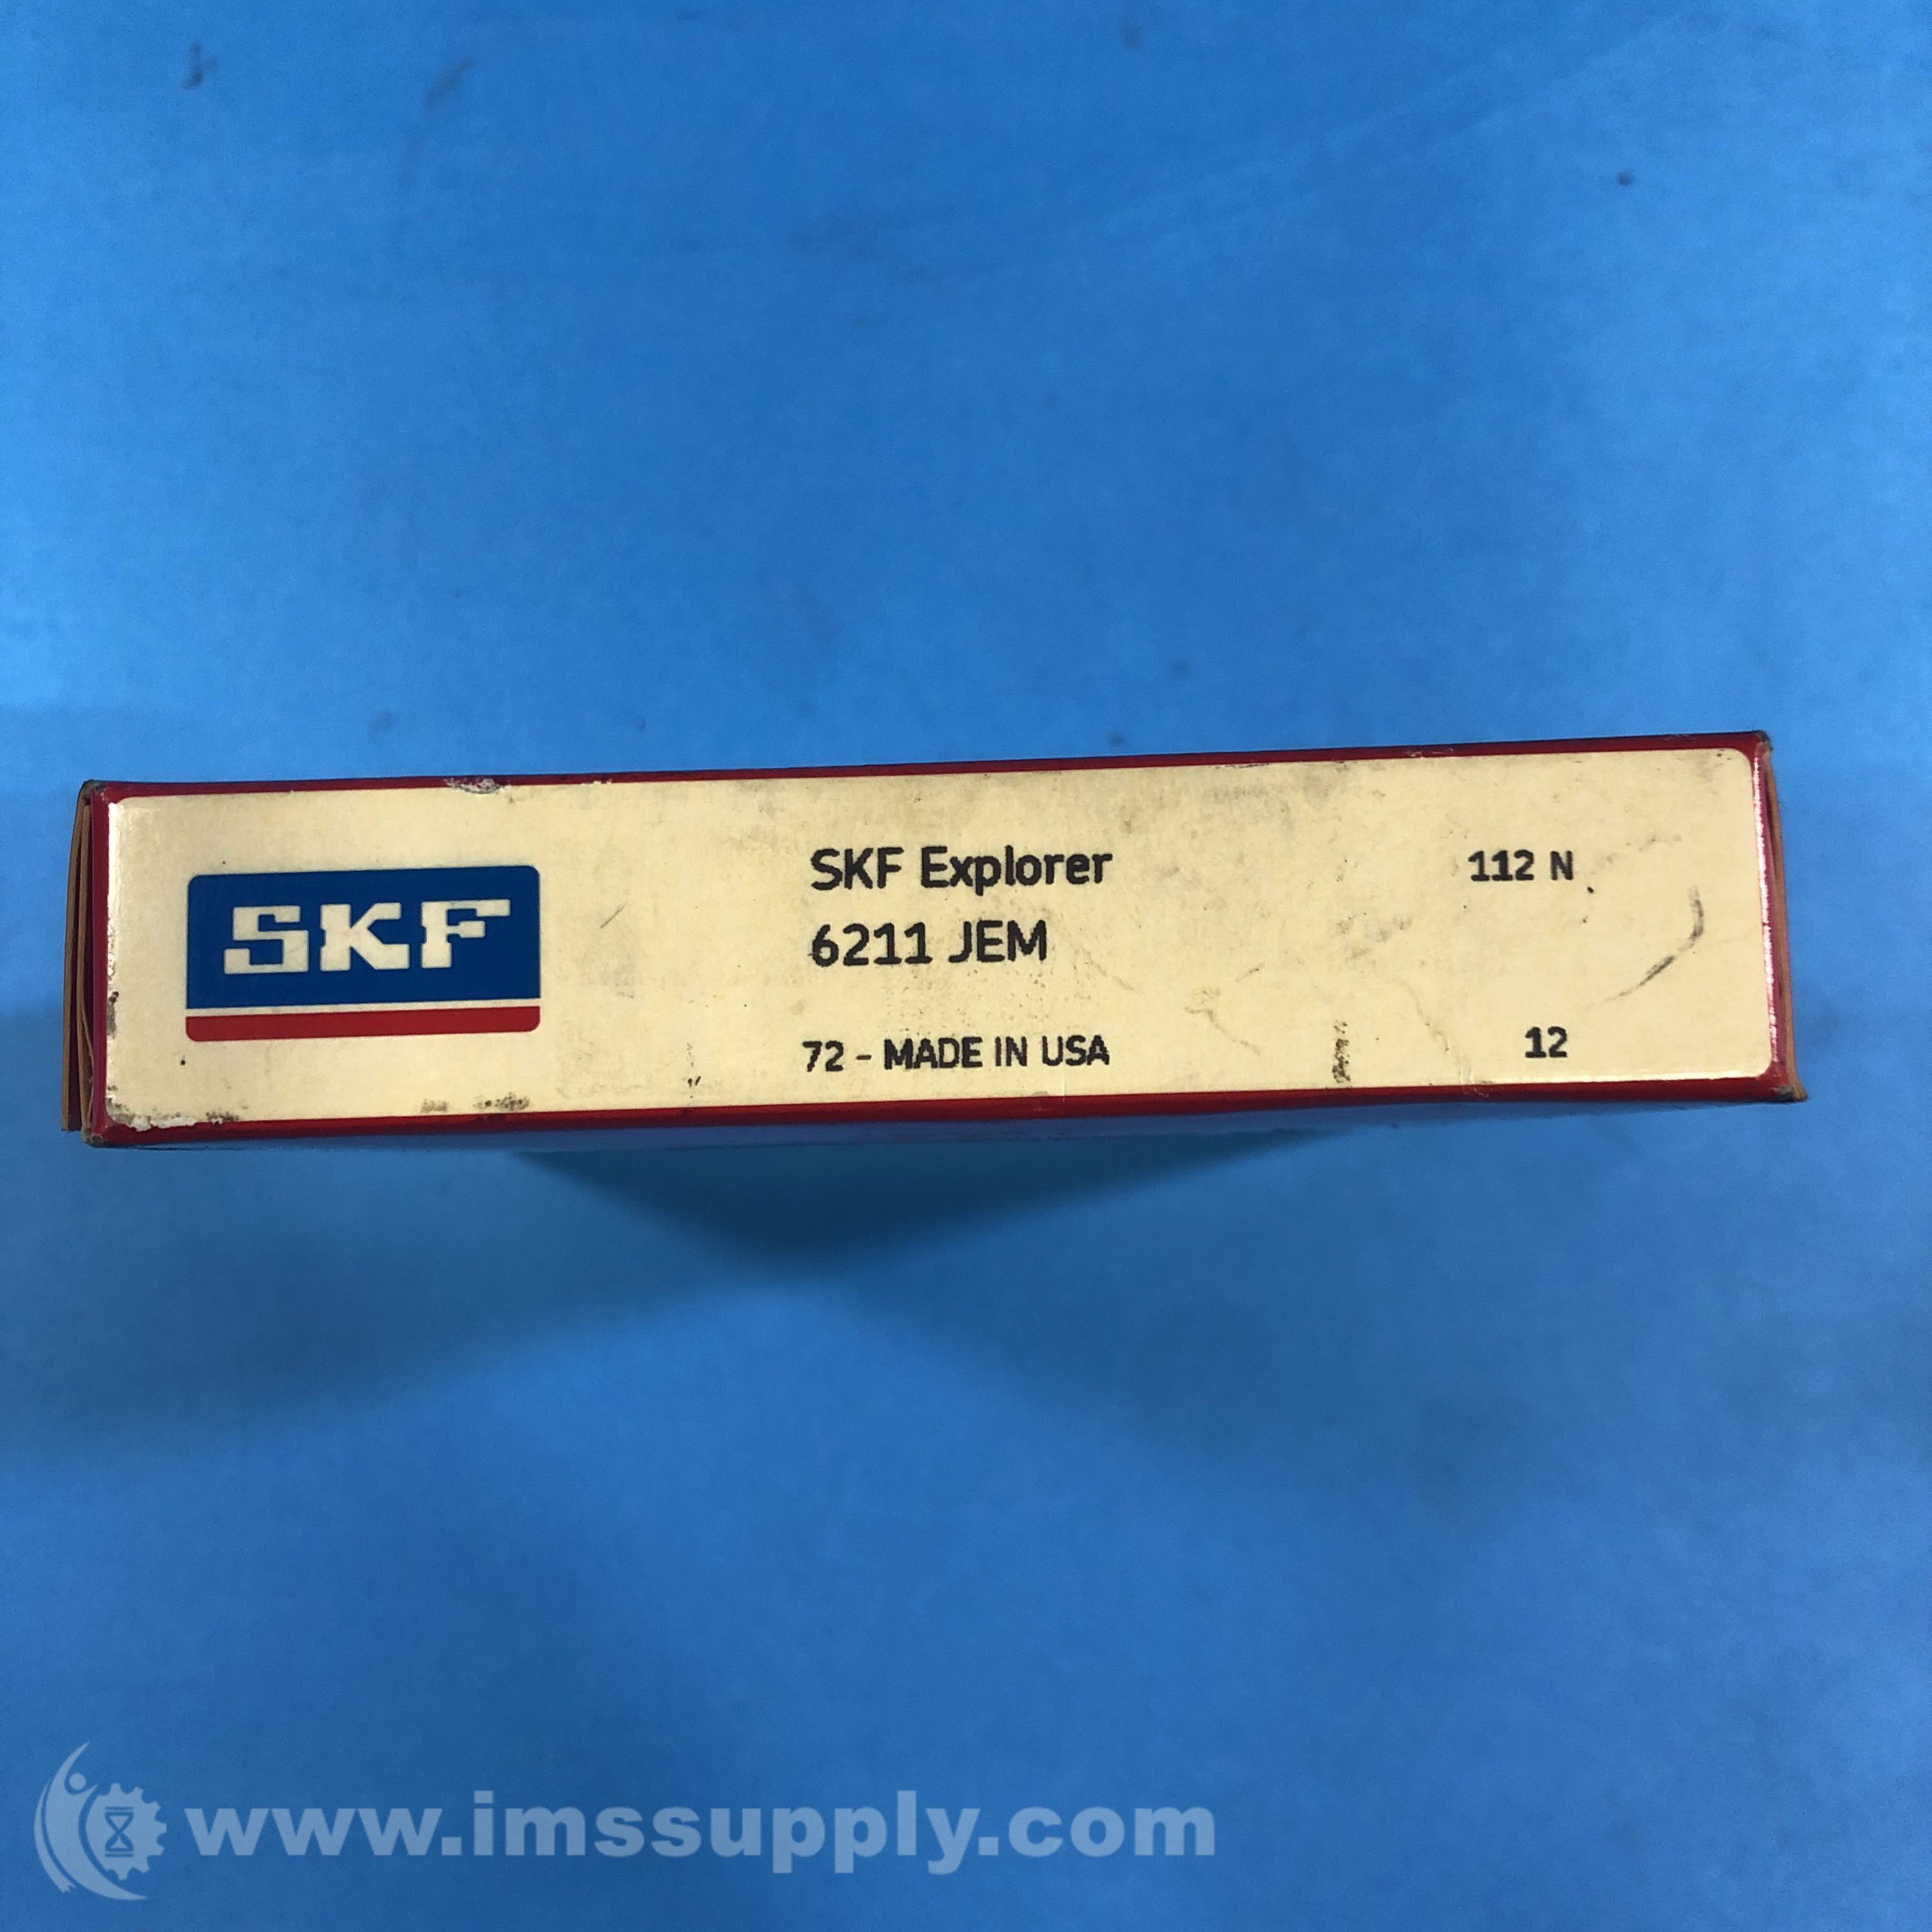 SKF
SKF Explorer
6211 JEM
72 - MADE IN USA
112 N
12
www.imssupply.com